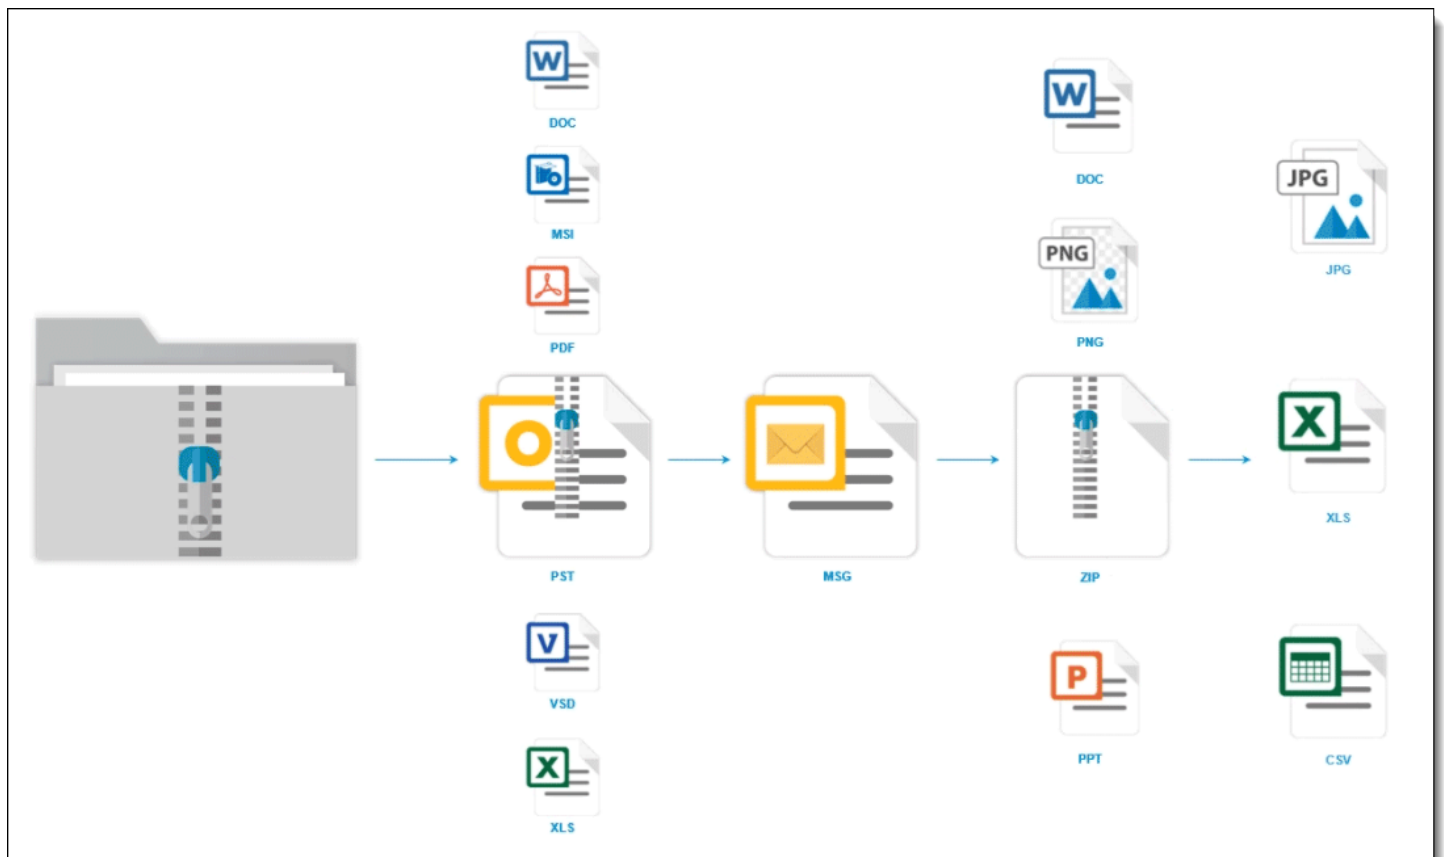 W
DOC
MSI
PDF
PST
V
VSD
X
XLS
MSG
W
DOC
PNG
PNG
ZIP
P
PPT
JPG
JPG
X
XLS
CSV